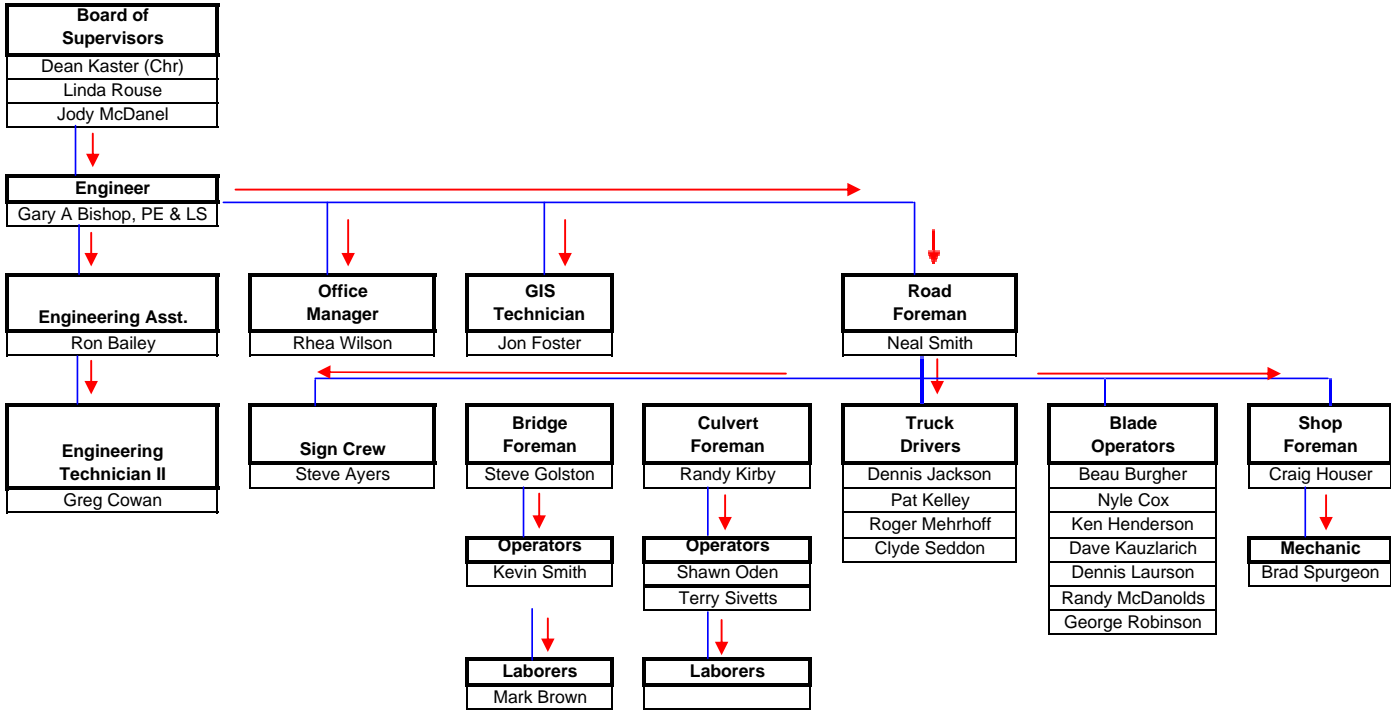 Board of
Supervisors
Dean Kaster (Chr)
Linda Rouse
Jody McDanel
Engineer
Gary A Bishop, PE & LS
Engineering Asst.
Ron Bailey
Office
Manager
Rhea Wilson
GIS
Technician
Jon Foster
Road
Foreman
Neal Smith
Engineering
Technician II
Greg Cowan
Sign Crew
Steve Ayers
Bridge
Foreman
Steve Golston
Operators
Kevin Smith
Laborers
Mark Brown
Culvert
Foreman
Randy Kirby
Operators
Shawn Oden
Terry Sivetts
Laborers
Truck
Drivers
Dennis Jackson
Pat Kelley
Roger Mehrhoff
Clyde Seddon
Blade
Operators
Beau Burgher
Nyle Cox
Ken Henderson
Dave Kauzlarich
Dennis Laurson
Randy McDanolds
George Robinson
Shop
Foreman
Craig Houser
Mechanic
Brad Spurgeon